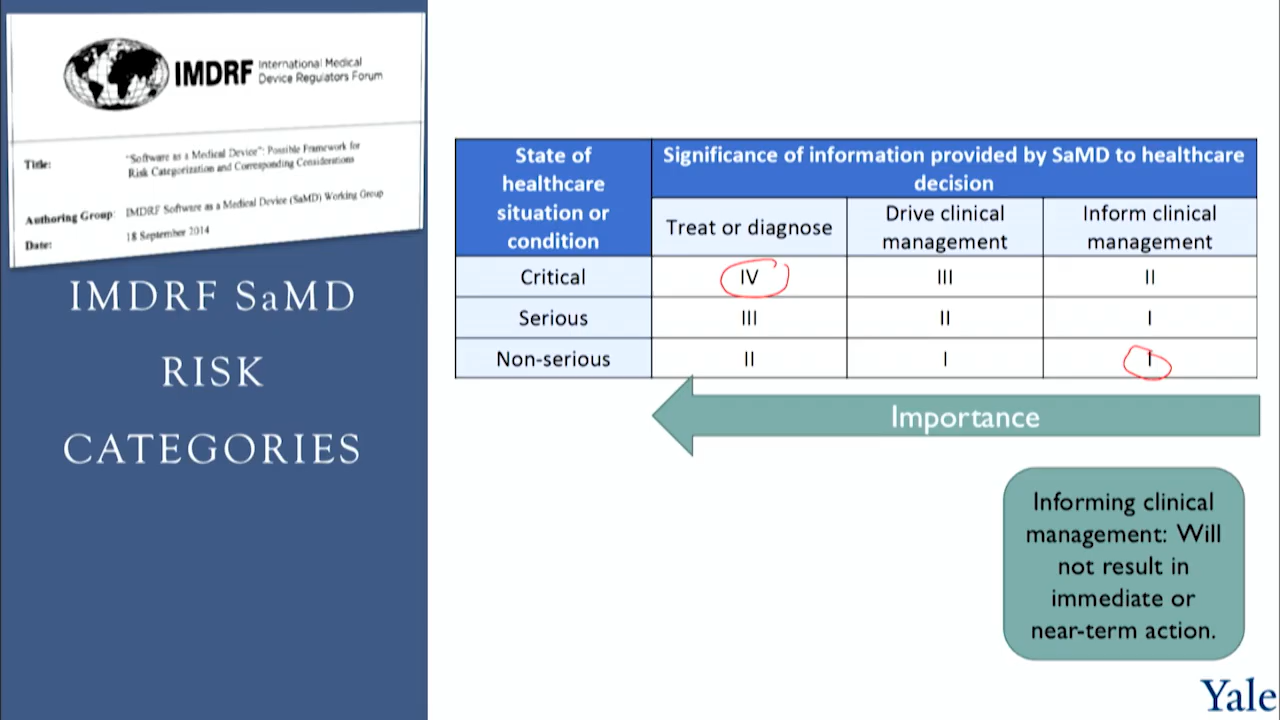 IMDRF International Medical
Device Regulators Forum
Title: "Software as a Medical Device": Possible Framework for
Risk Categorization and Corresponding Considerations
Authoring Group: IMDRF Software as a Medical Device (SaMD) Working Group
Date: 18 September 2014
IMDRF SaMD
RISK
CATEGORIES
State of
healthcare
situation or
condition
Significance of information provided by SaMD to healthcare
decision
Treat or diagnose
Drive clinical
management
Inform clinical
management
Critical IV III II
Serious III II I
Non-serious II I I
Importance
Informing clinical
management: Will
not result in
immediate or
near-term action.
Yale